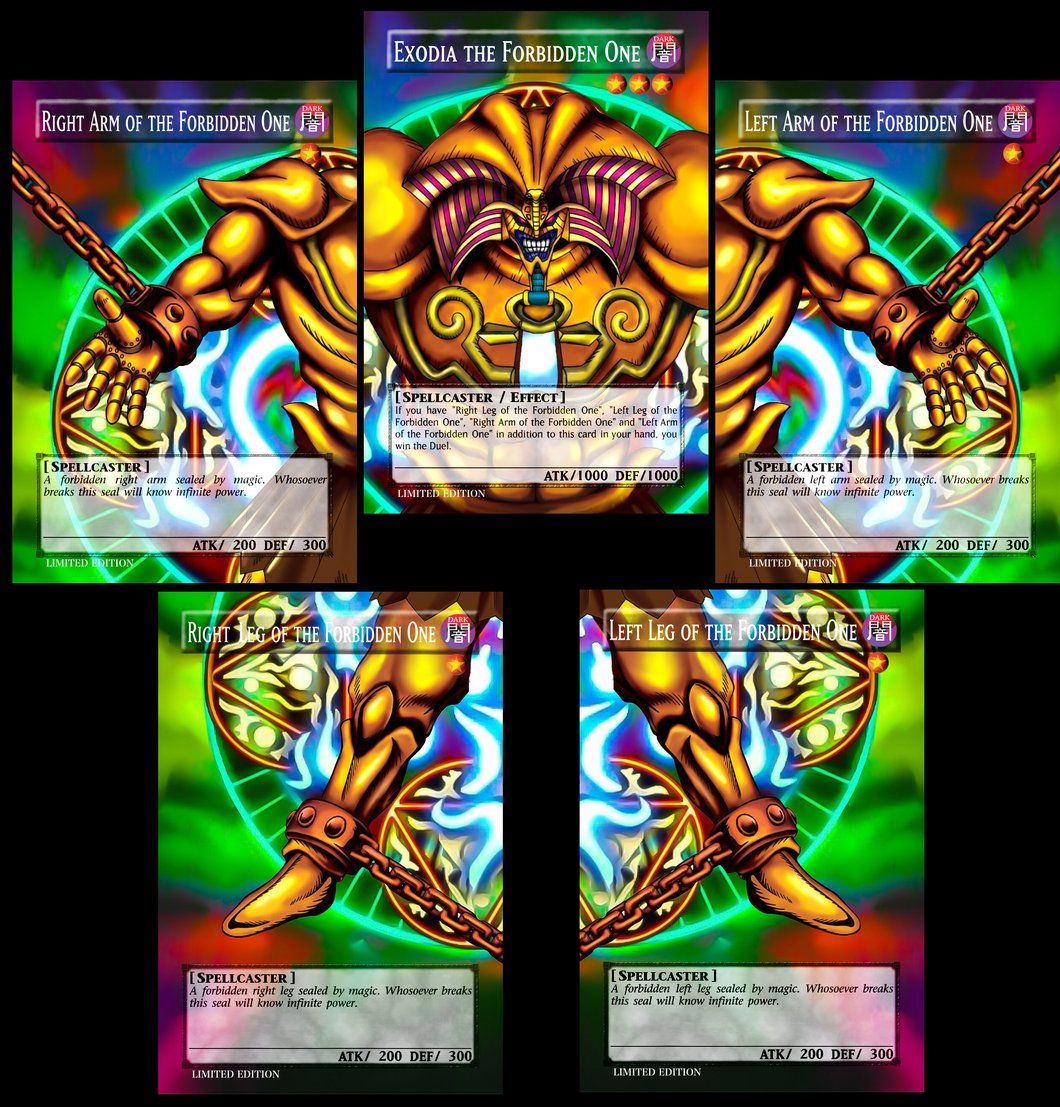 EXODIA THE FORBIDDEN ONE
DARK
闇
[ SPELLCASTER / EFFECT ]
If you have "Right Leg of the Forbidden One", "Left Leg of the
Forbidden One", "Right Arm of the Forbidden One" and "Left Arm
of the Forbidden One" in addition to this card in your hand, you
win the Duel.
ATK/1000 DEF/1000
LIMITED EDITION
RIGHT ARM OF THE FORBIDDEN ONE
DARK
闇
[ SPELLCASTER ]
A forbidden right arm sealed by magic. Whosoever
breaks this seal will know infinite power.
ATK/ 200 DEF/ 300
LIMITED EDITION
LEFT ARM OF THE FORBIDDEN ONE
DARK
闇
[ SPELLCASTER ]
A forbidden left arm sealed by magic. Whosoever breaks
this seal will know infinite power.
ATK/ 200 DEF/ 300
LIMITED EDITION
RIGHT LEG OF THE FORBIDDEN ONE
DARK
闇
[ SPELLCASTER ]
A forbidden right leg sealed by magic. Whosoever breaks
this seal will know infinite power.
ATK/ 200 DEF/ 300
LIMITED EDITION
LEFT LEG OF THE FORBIDDEN ONE
DARK
闇
[ SPELLCASTER ]
A forbidden left leg sealed by magic. Whosoever breaks
this seal will know infinite power.
ATK/ 200 DEF/ 300
LIMITED EDITION